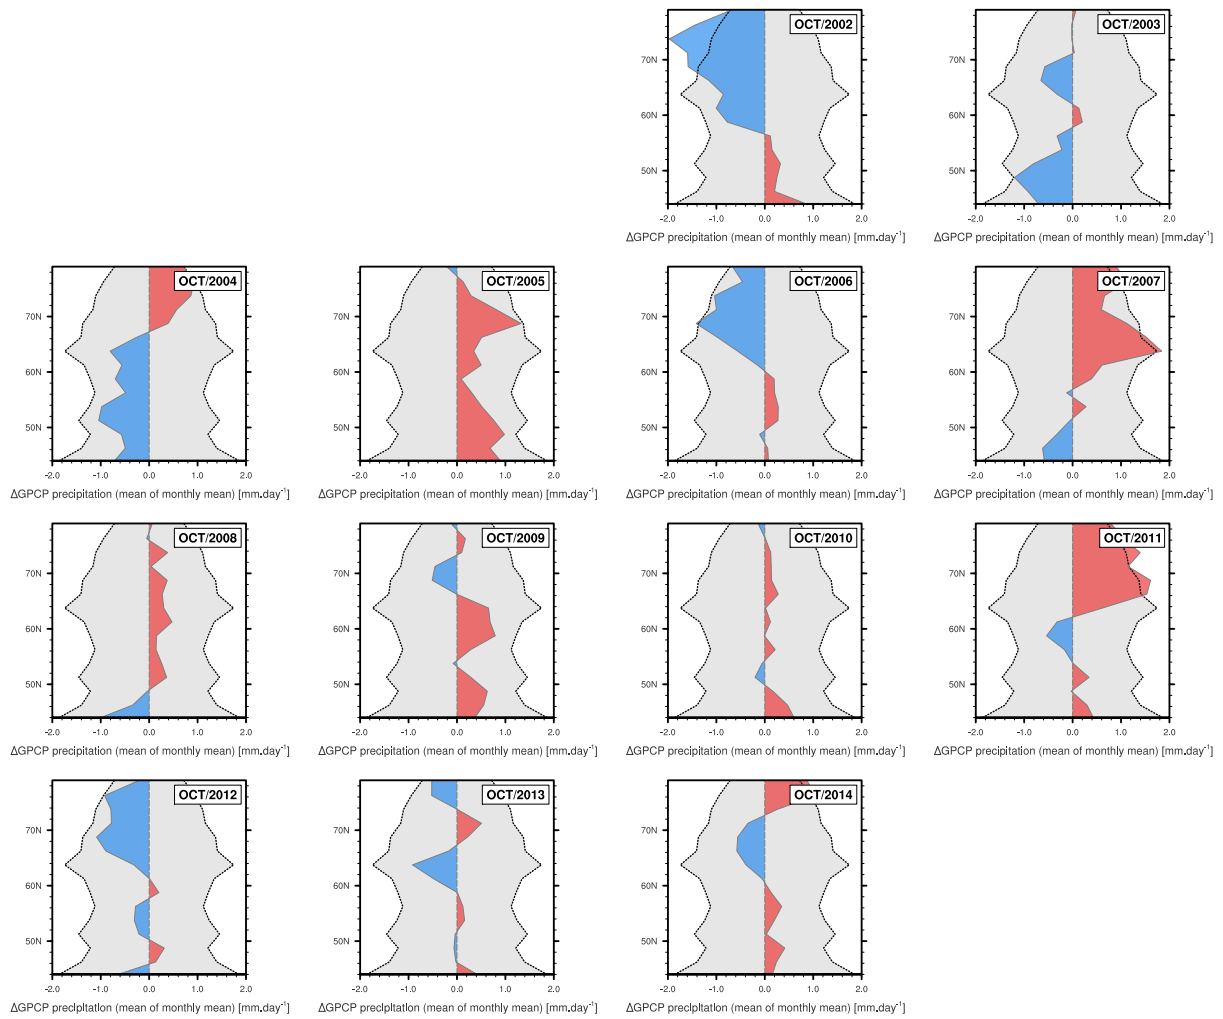 OCT/2002
70N
60N
50N
-2.0 -1.0 0.0 1.0 2.0
ΔGPCP precipitation (mean of monthly mean) [mm.day⁻¹]
OCT/2003
70N
60N
50N
-2.0 -1.0 0.0 1.0 2.0
ΔGPCP precipitation (mean of monthly mean) [mm.day⁻¹]
OCT/2004
70N
60N
50N
-2.0 -1.0 0.0 1.0 2.0
ΔGPCP precipitation (mean of monthly mean) [mm.day⁻¹]
OCT/2005
70N
60N
50N
-2.0 -1.0 0.0 1.0 2.0
ΔGPCP precipitation (mean of monthly mean) [mm.day⁻¹]
OCT/2006
70N
60N
50N
-2.0 -1.0 0.0 1.0 2.0
ΔGPCP precipitation (mean of monthly mean) [mm.day⁻¹]
OCT/2007
70N
60N
50N
-2.0 -1.0 0.0 1.0 2.0
ΔGPCP precipitation (mean of monthly mean) [mm.day⁻¹]
OCT/2008
70N
60N
50N
-2.0 -1.0 0.0 1.0 2.0
ΔGPCP precipitation (mean of monthly mean) [mm.day⁻¹]
OCT/2009
70N
60N
50N
-2.0 -1.0 0.0 1.0 2.0
ΔGPCP precipitation (mean of monthly mean) [mm.day⁻¹]
OCT/2010
70N
60N
50N
-2.0 -1.0 0.0 1.0 2.0
ΔGPCP precipitation (mean of monthly mean) [mm.day⁻¹]
OCT/2011
70N
60N
50N
-2.0 -1.0 0.0 1.0 2.0
ΔGPCP precipitation (mean of monthly mean) [mm.day⁻¹]
OCT/2012
70N
60N
50N
-2.0 -1.0 0.0 1.0 2.0
ΔGPCP precipitation (mean of monthly mean) [mm.day⁻¹]
OCT/2013
70N
60N
50N
-2.0 -1.0 0.0 1.0 2.0
ΔGPCP precipitation (mean of monthly mean) [mm.day⁻¹]
OCT/2014
70N
60N
50N
-2.0 -1.0 0.0 1.0 2.0
ΔGPCP precipitation (mean of monthly mean) [mm.day⁻¹]